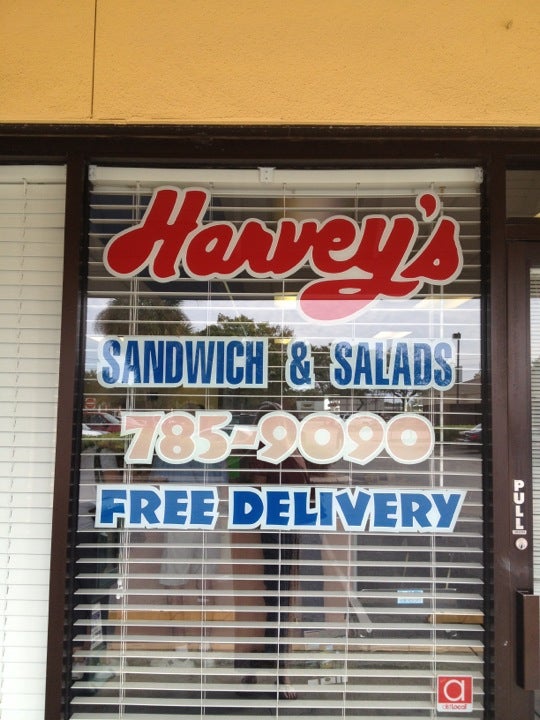 Harvey's
SANDWICH & SALADS
785-9090
FREE DELIVERY
PULL
a